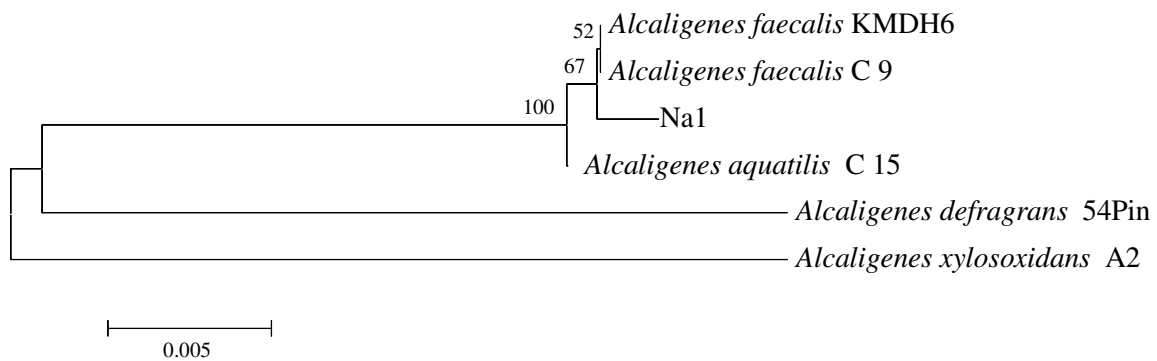 52
Alcaligenes faecalis KMDH6
67
Alcaligenes faecalis C 9
100
Na1
Alcaligenes aquatilis C 15
Alcaligenes defragrans 54Pin
Alcaligenes xylosoxidans A2
0.005